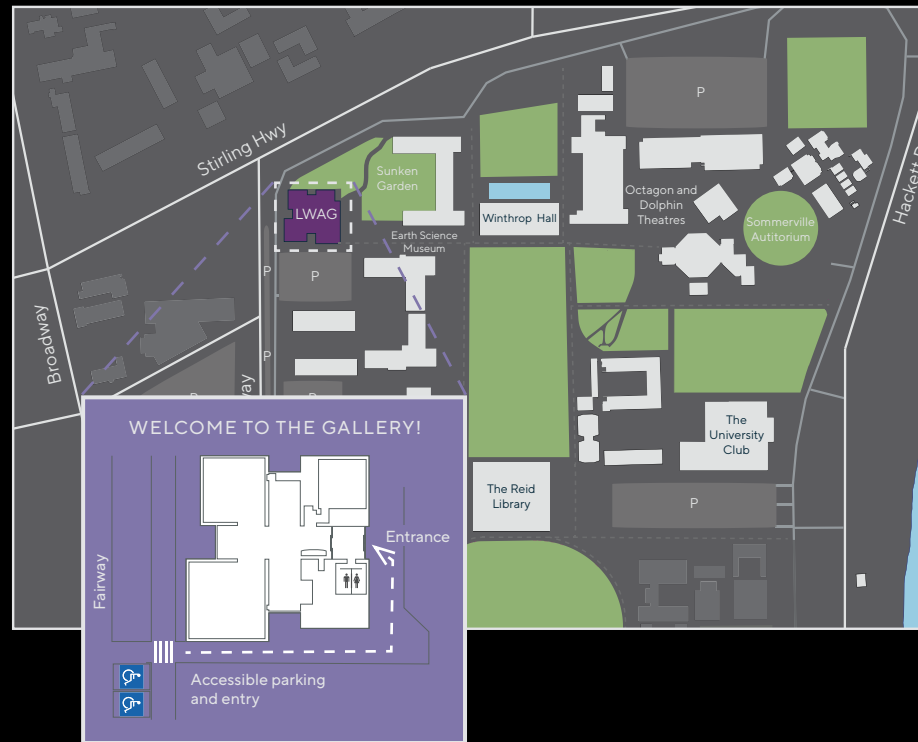 Stirling Hwy
P
Sunken
Garden
LWAG
Winthrop Hall
Octagon and
Dolphin
Theatres
Sommerville
Autitorium
Earth Science
Museum
P
P
P
Broadway
The
University
Club
The Reid
Library
P
WELCOME TO THE GALLERY!
Entrance
Fairway
Accessible parking
and entry